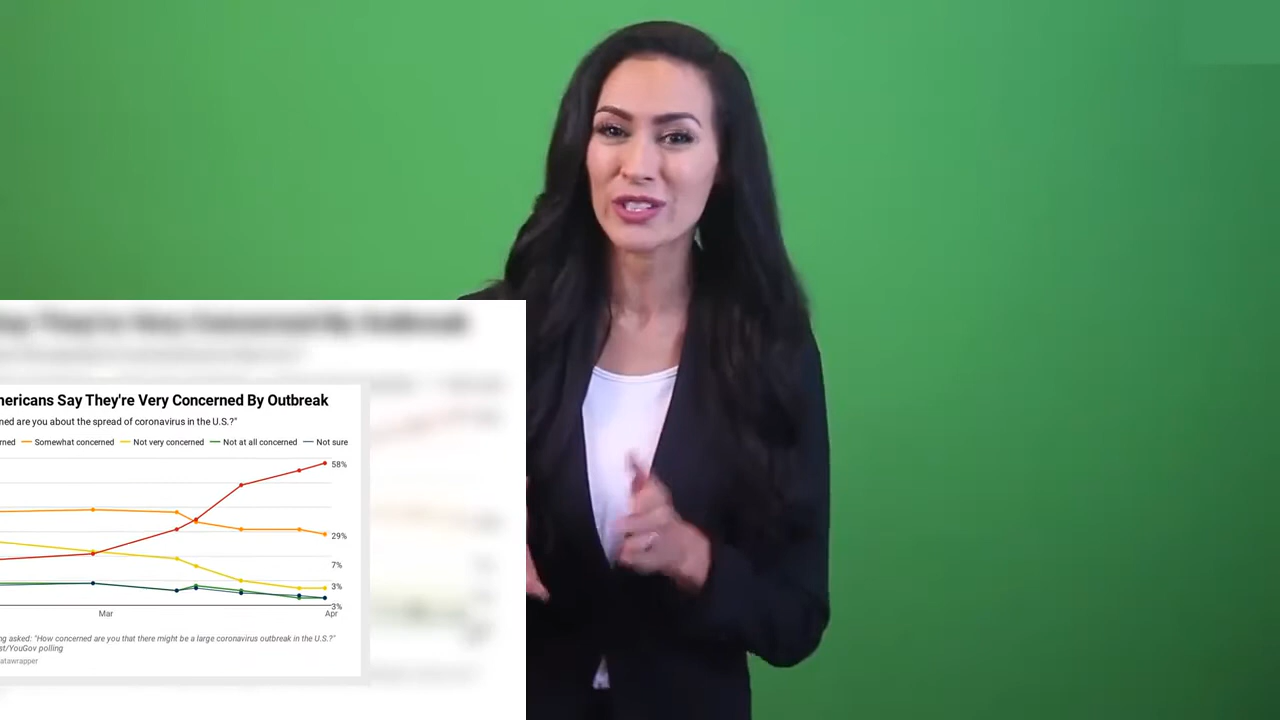 mericans Say They're Very Concerned By Outbreak
ned are you about the spread of coronavirus in the U.S.?"
rned Somewhat concerned Not very concerned Not at all concerned Not sure
58%
29%
7%
3%
3%
Mar Apr
ng asked: "How concerned are you that there might be a large coronavirus outbreak in the U.S.?"
st/YouGov polling
atawrapper